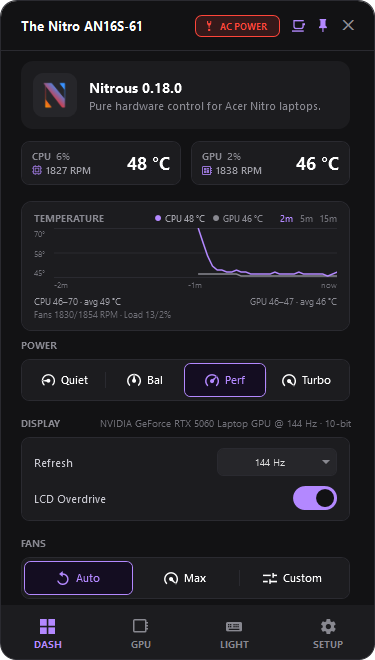 The Nitro AN16S-61
AC POWER
Nitrous 0.18.0
Pure hardware control for Acer Nitro laptops.
CPU 6%
1827 RPM
48 °C
GPU 2%
1838 RPM
46 °C
TEMPERATURE
CPU 48 °C
GPU 46 °C
2m 5m 15m
70°
58°
45°
-2m
-1m
now
CPU 46–70 · avg 49 °C
GPU 46–47 · avg 46 °C
Fans 1830/1854 RPM · Load 13/2%
POWER
Quiet
Bal
Perf
Turbo
DISPLAY
NVIDIA GeForce RTX 5060 Laptop GPU @ 144 Hz · 10-bit
Refresh
144 Hz
LCD Overdrive
FANS
Auto
Max
Custom
DASH
GPU
LIGHT
SETUP